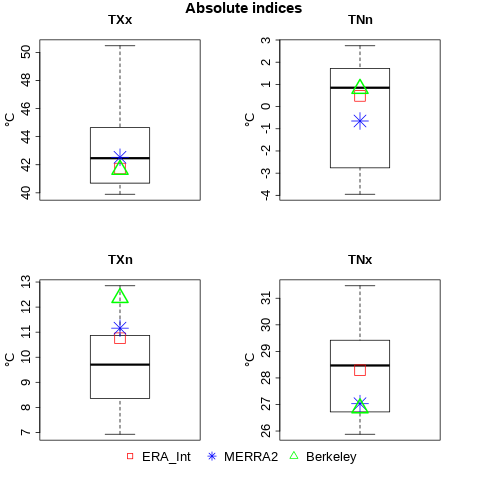 Absolute indices
TXx
TNn
°C
40 42 44 46 48 50
°C
-4 -3 -2 -1 0 1 2 3
TXn
TNx
°C
7 8 9 10 11 12 13
°C
26 27 28 29 30 31
ERA_Int MERRA2 Berkeley